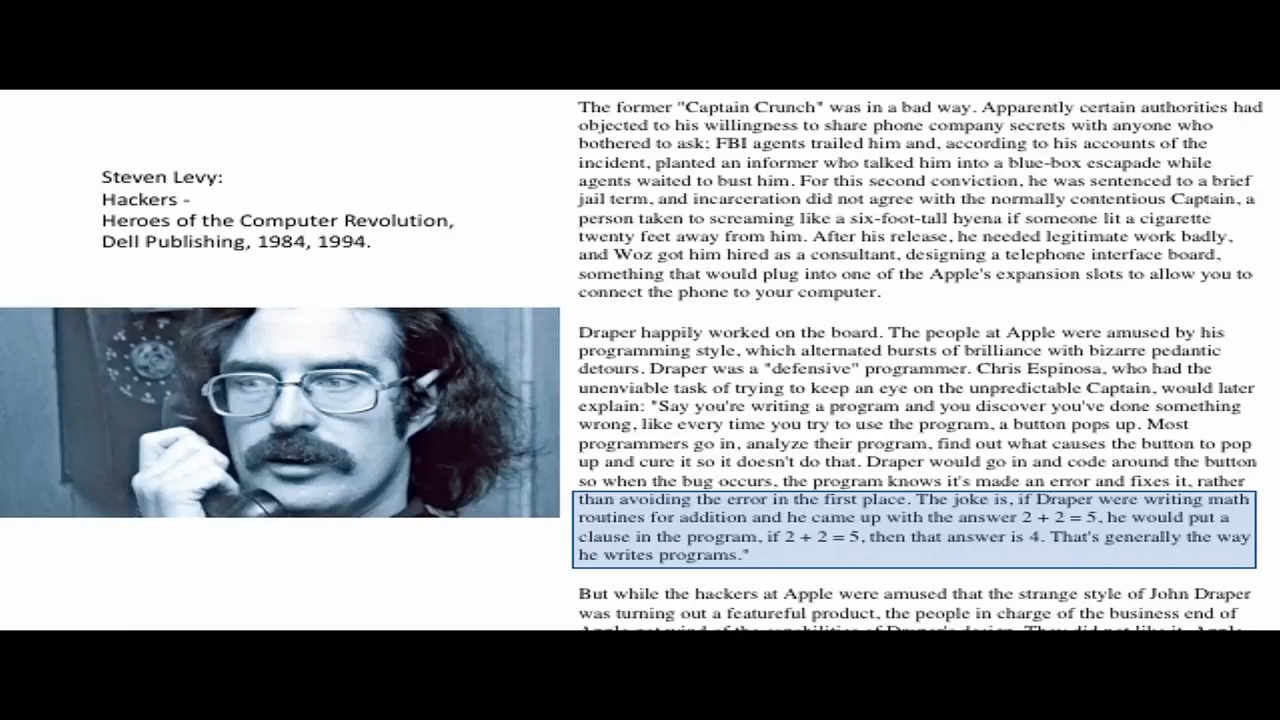 Steven Levy:
Hackers -
Heroes of the Computer Revolution,
Dell Publishing, 1984, 1994.
The former "Captain Crunch" was in a bad way. Apparently certain authorities had
objected to his willingness to share phone company secrets with anyone who
bothered to ask; FBI agents trailed him and, according to his accounts of the
incident, planted an informer who talked him into a blue-box escapade while
agents waited to bust him. For this second conviction, he was sentenced to a brief
jail term, and incarceration did not agree with the normally contentious Captain, a
person taken to screaming like a six-foot-tall hyena if someone lit a cigarette
twenty feet away from him. After his release, he needed legitimate work badly,
and Woz got him hired as a consultant, designing a telephone interface board,
something that would plug into one of the Apple's expansion slots to allow you to
connect the phone to your computer.
Draper happily worked on the board. The people at Apple were amused by his
programming style, which alternated bursts of brilliance with bizarre pedantic
detours. Draper was a "defensive" programmer. Chris Espinosa, who had the
unenviable task of trying to keep an eye on the unpredictable Captain, would later
explain: "Say you're writing a program and you discover you've done something
wrong, like every time you try to use the program, a button pops up. Most
programmers go in, analyze their program, find out what causes the button to pop
up and cure it so it doesn't do that. Draper would go in and code around the button
so when the bug occurs, the program knows it's made an error and fixes it, rather
than avoiding the error in the first place. The joke is, if Draper were writing math
routines for addition and he came up with the answer 2 + 2 = 5, he would put a
clause in the program, if 2 + 2 = 5, then that answer is 4. That's generally the way
he writes programs."
But while the hackers at Apple were amused that the strange style of John Draper
was turning out a featureful product, the people in charge of the business end of